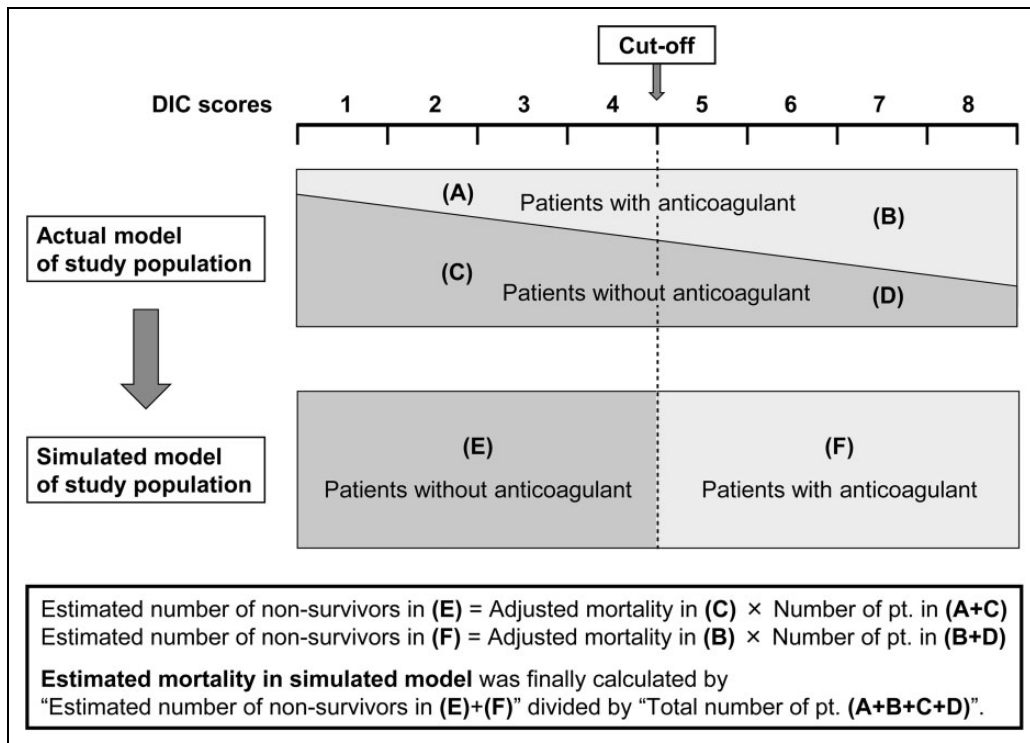 Cut-off
DIC scores 1 2 3 4 5 6 7 8
(A)
Patients with anticoagulant
(B)
Actual model
of study population
(C)
Patients without anticoagulant
(D)
(E)
(F)
Simulated model
of study population
Patients without anticoagulant
Patients with anticoagulant
Estimated number of non-survivors in (E) = Adjusted mortality in (C) × Number of pt. in (A+C)
Estimated number of non-survivors in (F) = Adjusted mortality in (B) × Number of pt. in (B+D)
Estimated mortality in simulated model was finally calculated by
“Estimated number of non-survivors in (E)+(F)” divided by “Total number of pt. (A+B+C+D)”.